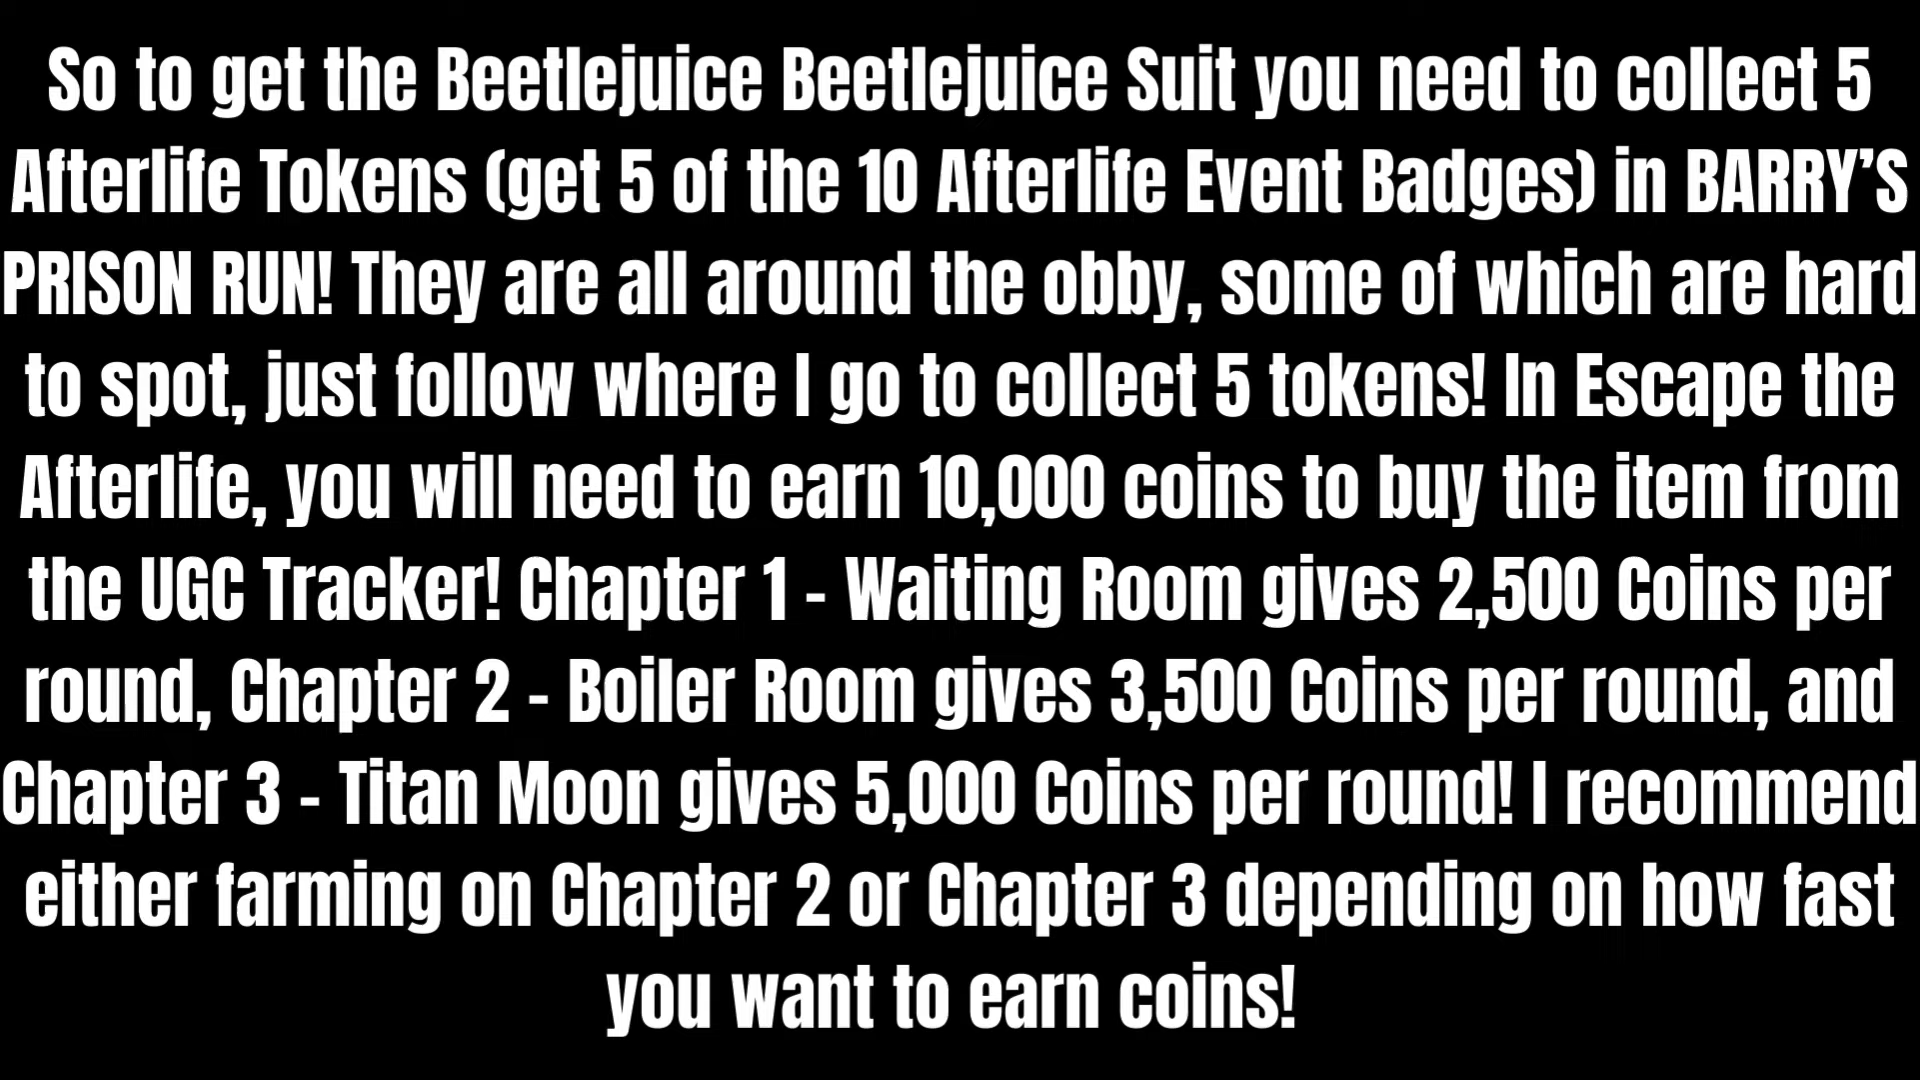 So to get the Beetlejuice Beetlejuice Suit you need to collect 5
Afterlife Tokens (get 5 of the 10 Afterlife Event Badges) in BARRY’S
PRISON RUN! They are all around the obby, some of which are hard
to spot, just follow where I go to collect 5 tokens! In Escape the
Afterlife, you will need to earn 10,000 coins to buy the item from
the UGC Tracker! Chapter 1 - Waiting Room gives 2,500 Coins per
round, Chapter 2 - Boiler Room gives 3,500 Coins per round, and
Chapter 3 - Titan Moon gives 5,000 Coins per round! I recommend
either farming on Chapter 2 or Chapter 3 depending on how fast
you want to earn coins!